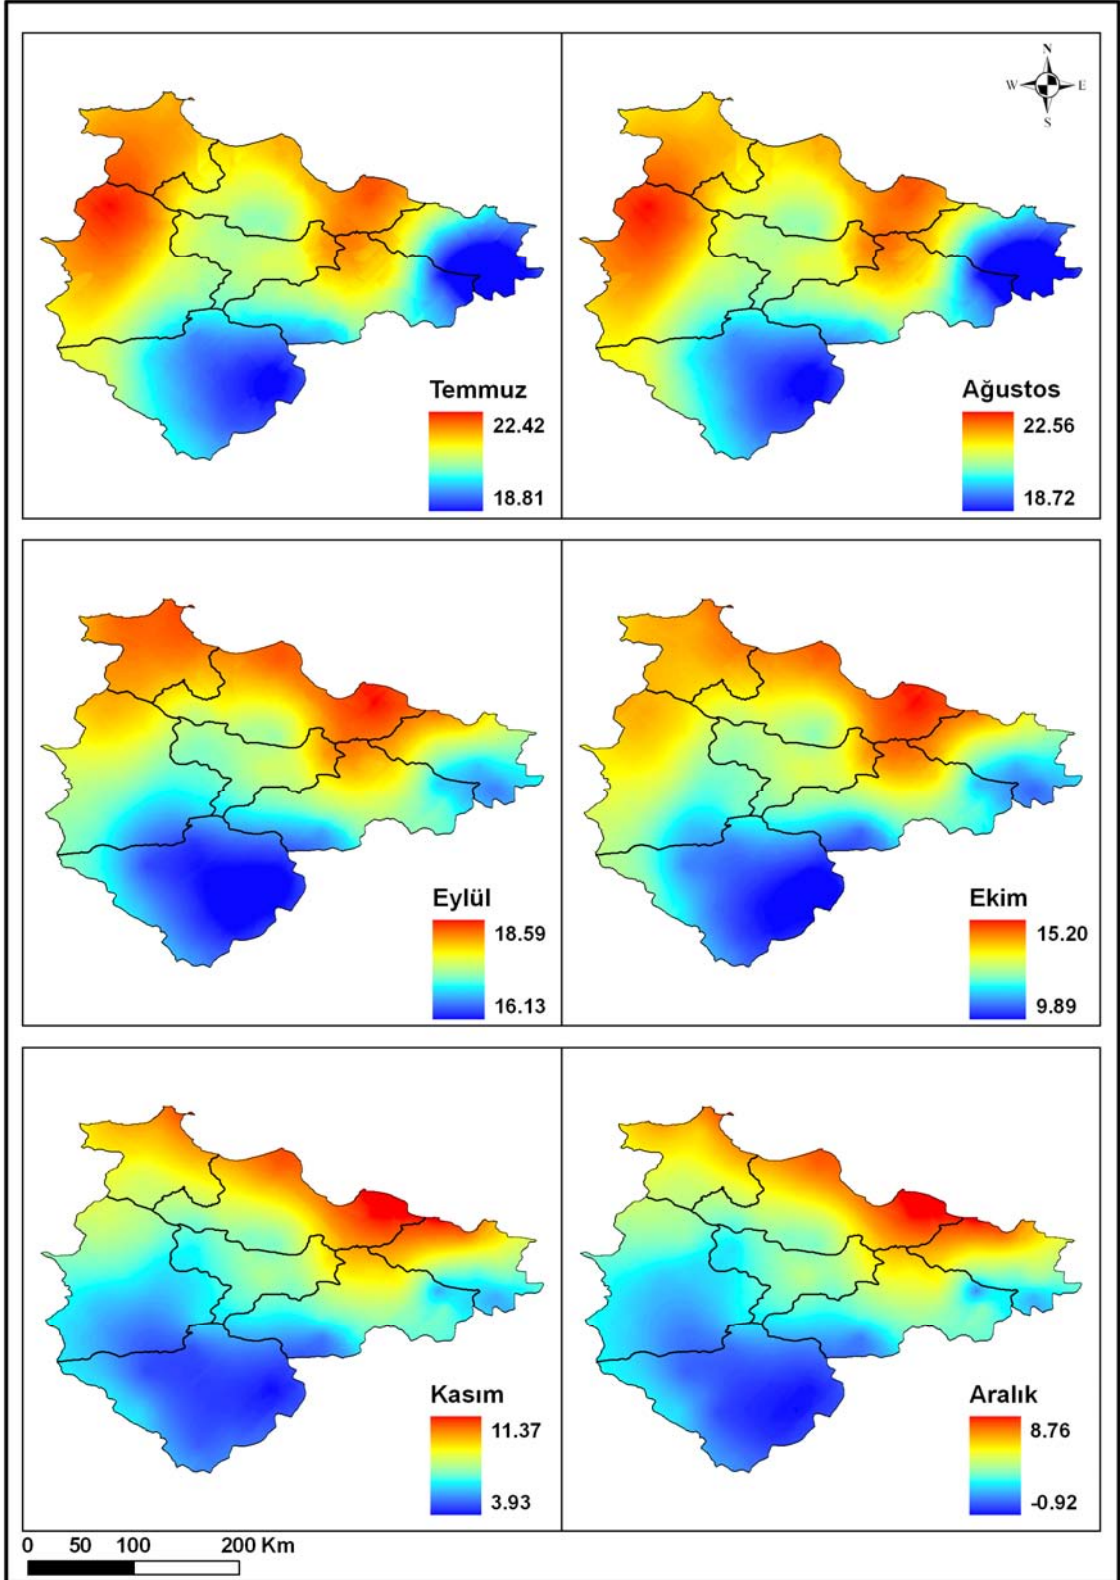 N
W E
S
Temmuz
22.42
18.81
Ağustos
22.56
18.72
Eylül
18.59
16.13
Ekim
15.20
9.89
Kasım
11.37
3.93
Aralık
8.76
-0.92
0 50 100 200 Km